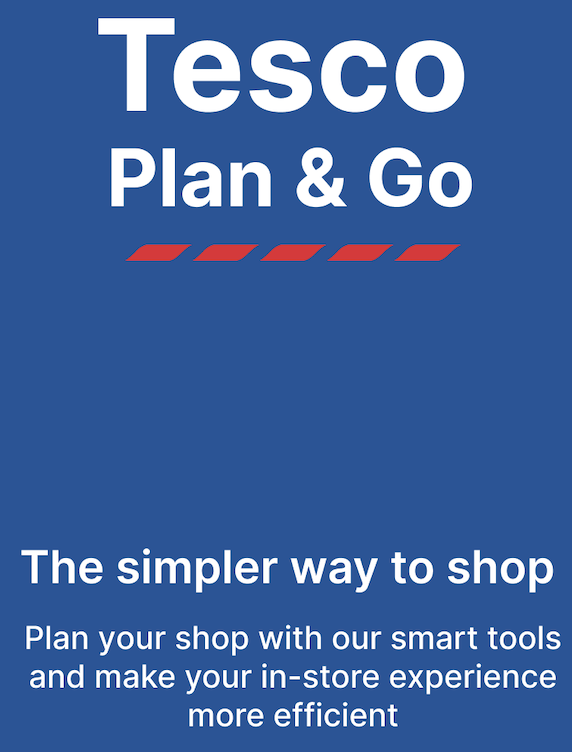 Tesco
Plan & Go
The simpler way to shop
Plan your shop with our smart tools
and make your in-store experience
more efficient